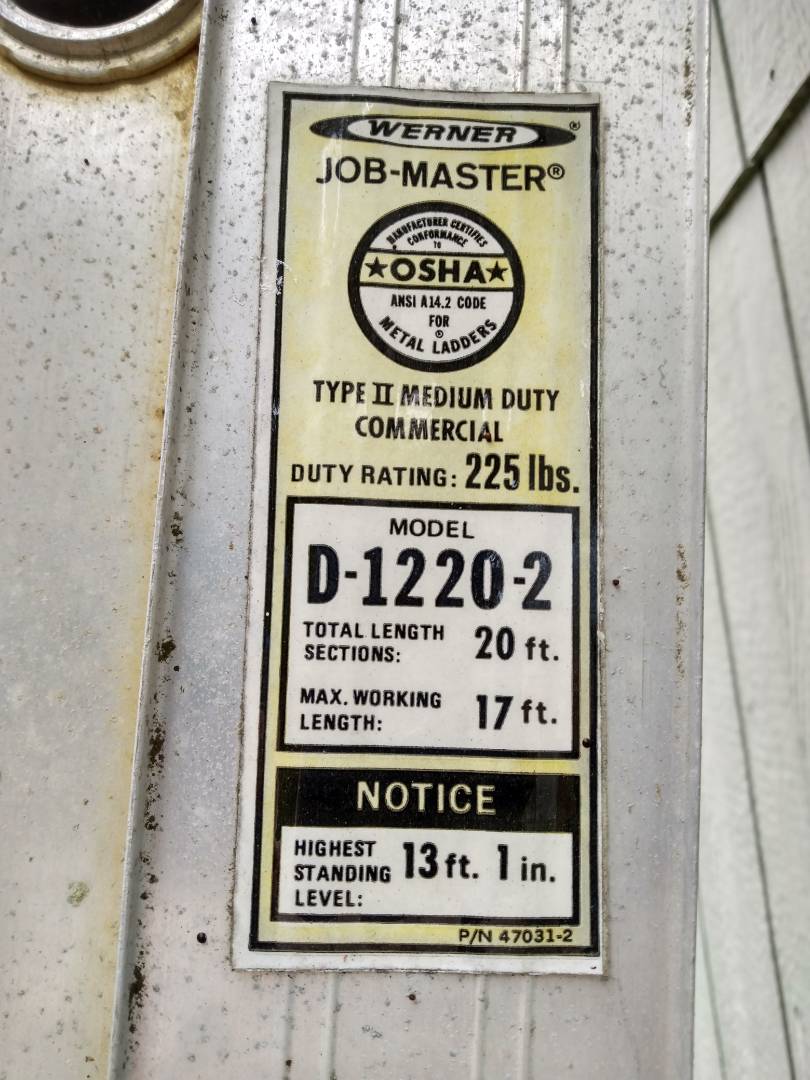 WERNER®
JOB-MASTER®
MANUFACTURER CERTIFIES
CONFORMANCE
TO
★OSHA★
ANSI A14.2 CODE
FOR
®
METAL LADDERS
TYPE II MEDIUM DUTY
COMMERCIAL
DUTY RATING: 225 lbs.
MODEL
D-1220-2
TOTAL LENGTH
SECTIONS: 20 ft.
MAX. WORKING
LENGTH: 17 ft.
NOTICE
HIGHEST
STANDING 13 ft. 1 in.
LEVEL:
P/N 47031-2